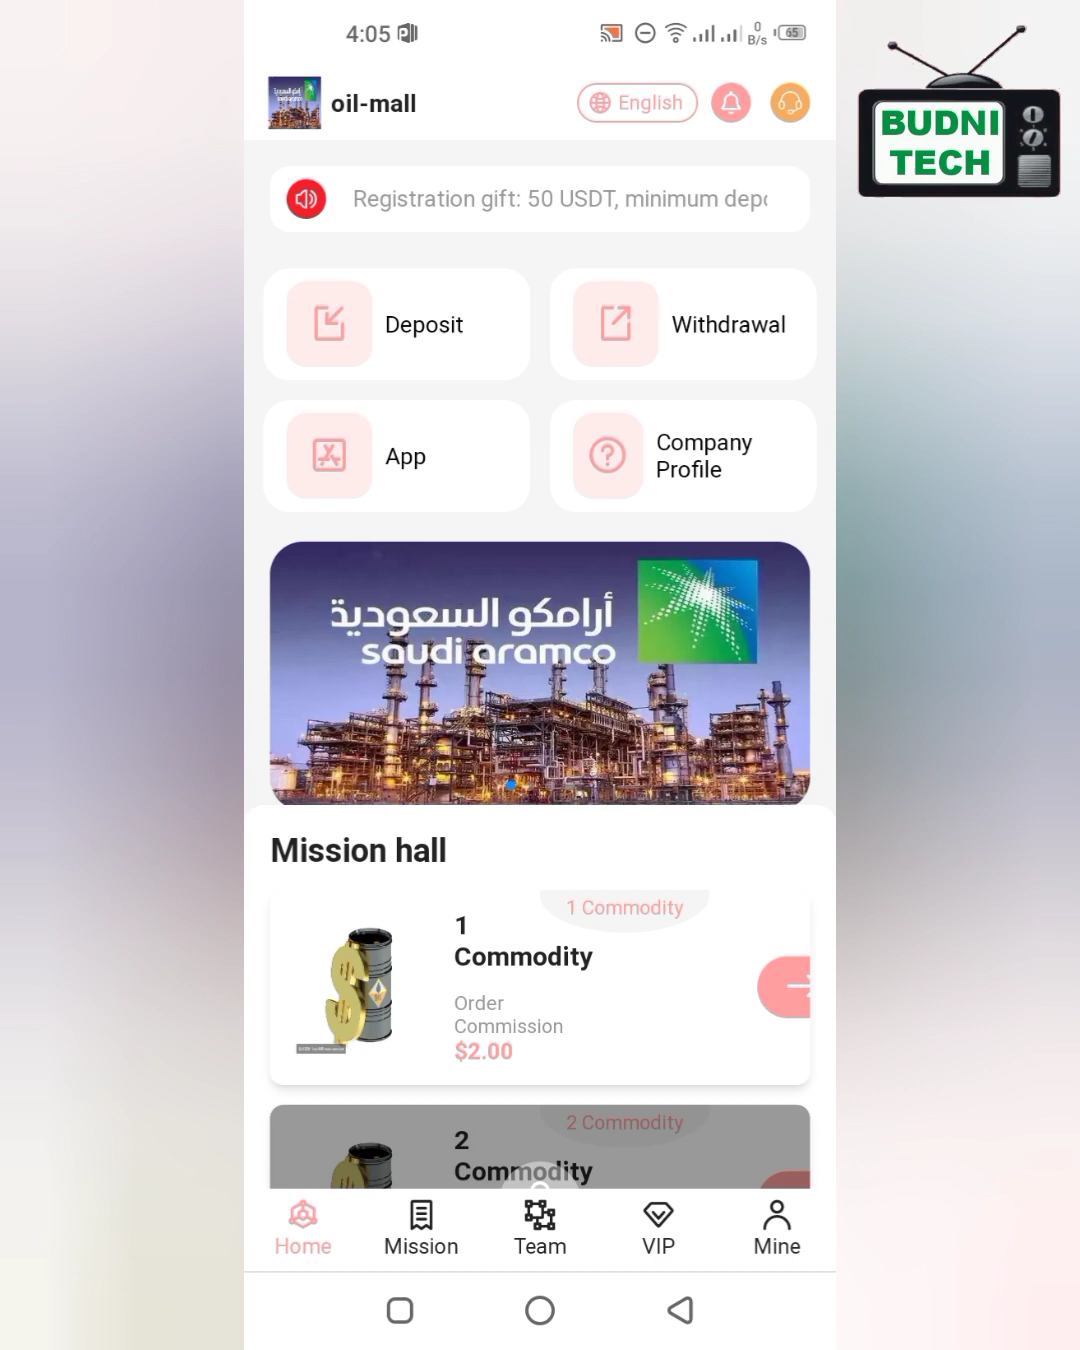 4:05
0
B/s
65
BUDNI
TECH
oil-mall
English
Registration gift: 50 USDT, minimum
Deposit
Withdrawal
App
Company
Profile
أرامكو السعودية
saudi aramco
Mission hall
1 Commodity
1
Commodity
Order
Commission
$2.00
2 Commodity
2
Commodity
Home
Mission
Team
VIP
Mine